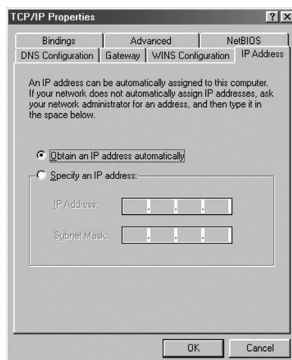 TCP/IP Properties
Bindings Advanced NetBIOS
DNS Configuration Gateway WINS Configuration IP Address
An IP address can be automatically assigned to this computer.
If your network does not automatically assign IP addresses, ask
your network administrator for an address, and then type it in
the space below.
Obtain an IP address automatically
Specify an IP address:
IP Address:
Subnet Mask:
OK Cancel